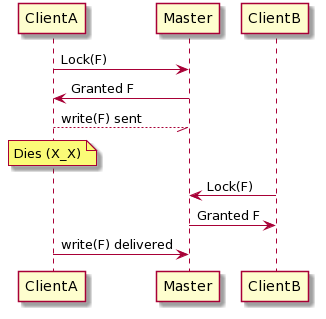 ClientA Master ClientB
Lock(F)
Granted F
write(F) sent
Dies (X_X)
Lock(F)
Granted F
write(F) delivered
ClientA Master ClientB